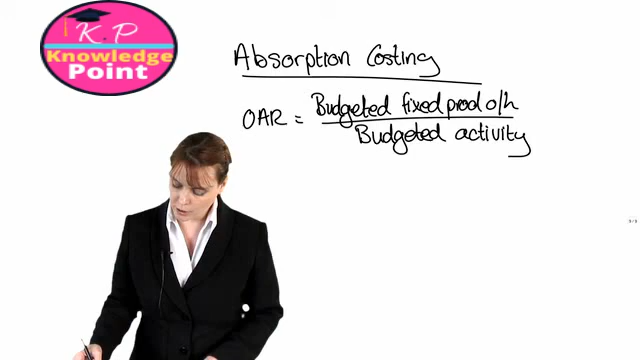 K.P
Knowledge
Point
Absorption Costing
OAR = Budgeted fixed prod o/h
Budgeted activity